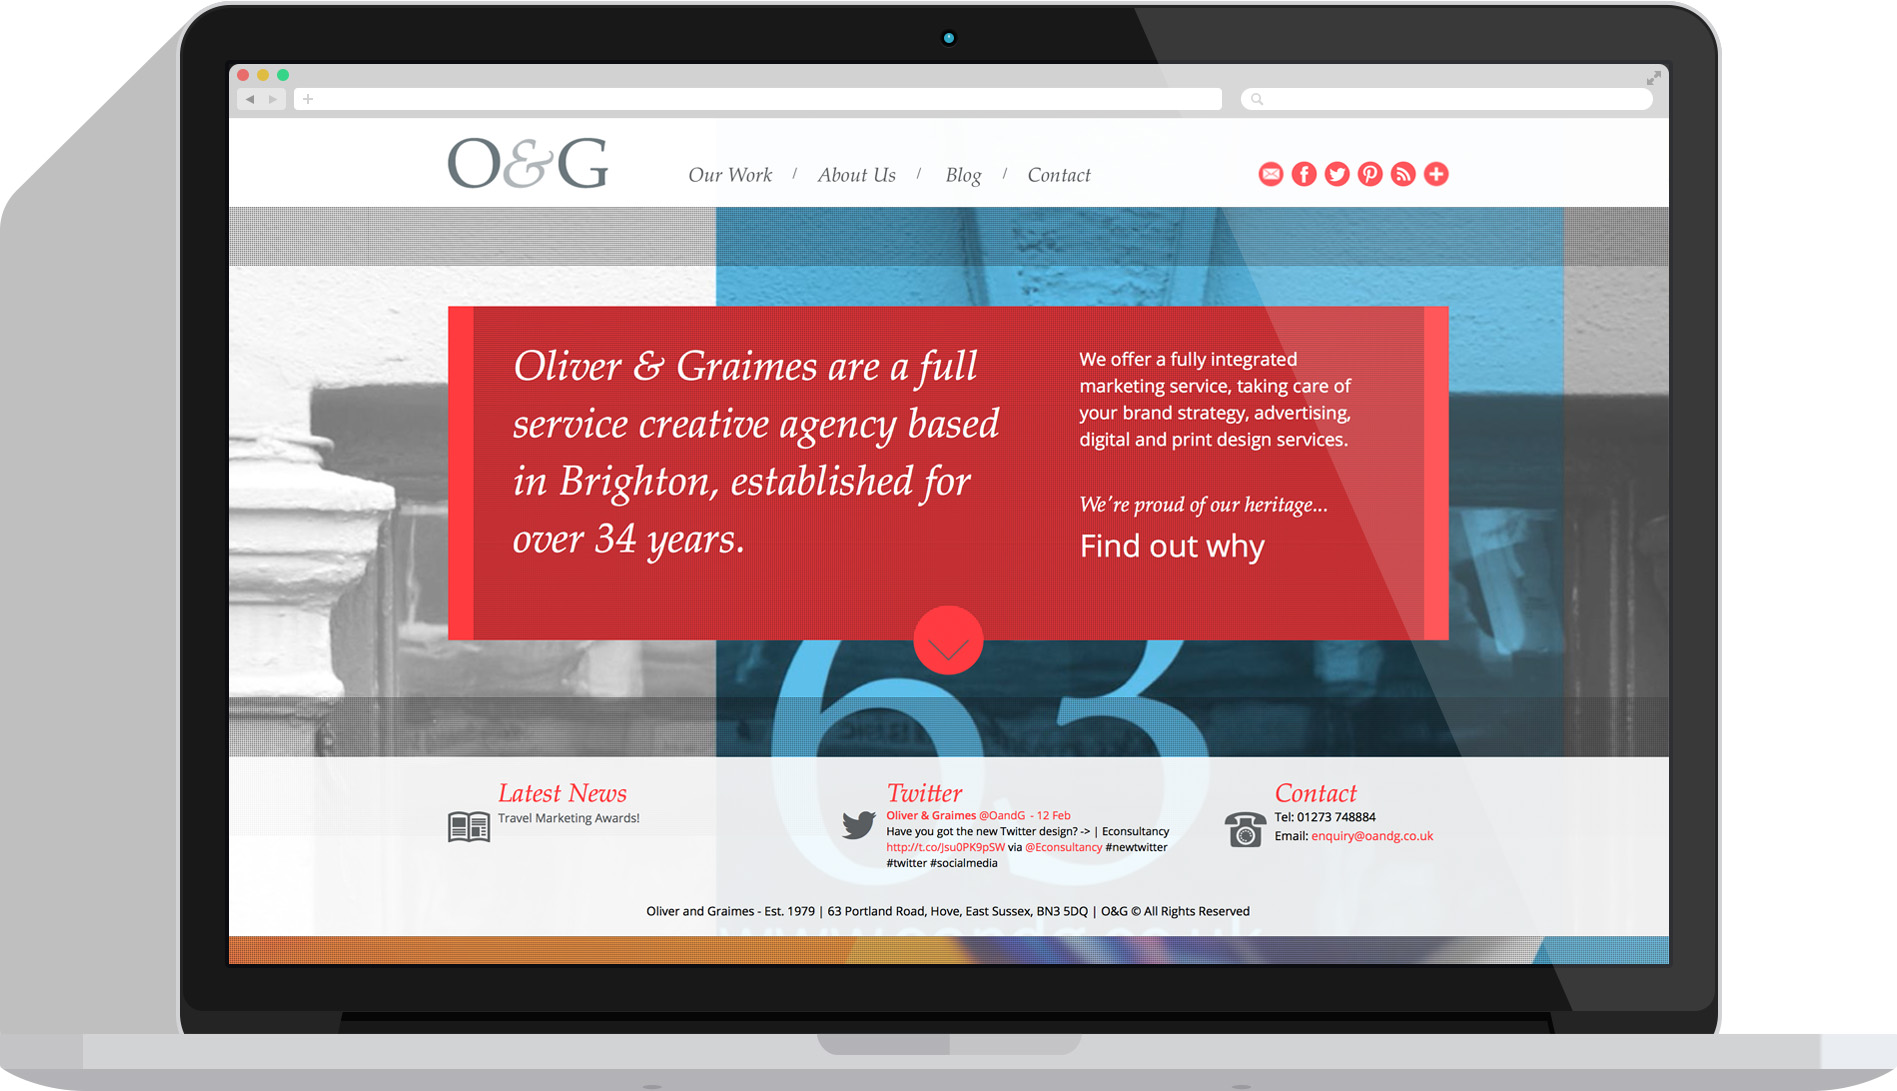 O&G
Our Work / About Us / Blog / Contact
Oliver & Graimes are a full
service creative agency based
in Brighton, established for
over 34 years.
We offer a fully integrated
marketing service, taking care of
your brand strategy, advertising,
digital and print design services.
We're proud of our heritage...
Find out why
63
Latest News
Travel Marketing Awards!
Twitter
Oliver & Graimes @OandG - 12 Feb
Have you got the new Twitter design? -> | Econsultancy
http://t.co/Jsu0PK9pSW via @Econsultancy #newtwitter
#twitter #socialmedia
Contact
Tel: 01273 748884
Email: enquiry@oandg.co.uk
Oliver and Graimes - Est. 1979 | 63 Portland Road, Hove, East Sussex, BN3 5DQ | O&G © All Rights Reserved
www.oandg.co.uk